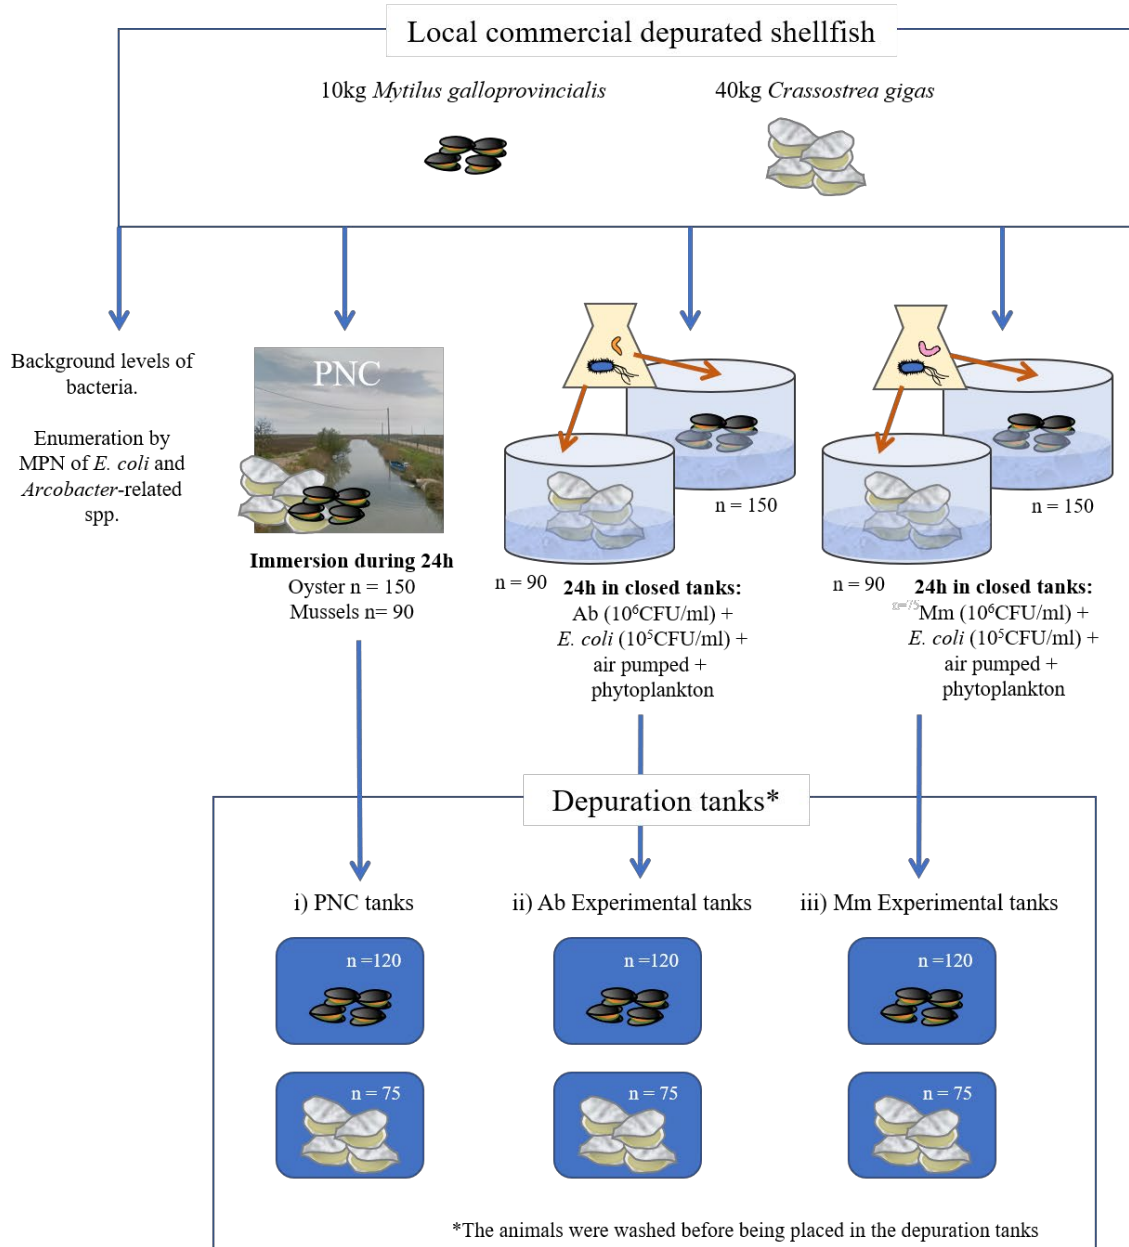 Local commercial depurated shellfish
10kg Mytilus galloprovincialis
40kg Crassostrea gigas
Background levels of
bacteria.
Enumeration by
MPN of E. coli and
Arcobacter-related
spp.
PNC
Immersion during 24h
Oyster n = 150
Mussels n= 90
n = 150
n = 90
24h in closed tanks:
Ab (10⁶CFU/ml) +
E. coli (10⁵CFU/ml) +
air pumped +
phytoplankton
n = 150
n = 90
n=75
24h in closed tanks:
Mm (10⁶CFU/ml) +
E. coli (10⁵CFU/ml) +
air pumped +
phytoplankton
Depuration tanks*
i) PNC tanks
ii) Ab Experimental tanks
iii) Mm Experimental tanks
n =120
n =120
n =120
n = 75
n = 75
n = 75
*The animals were washed before being placed in the depuration tanks